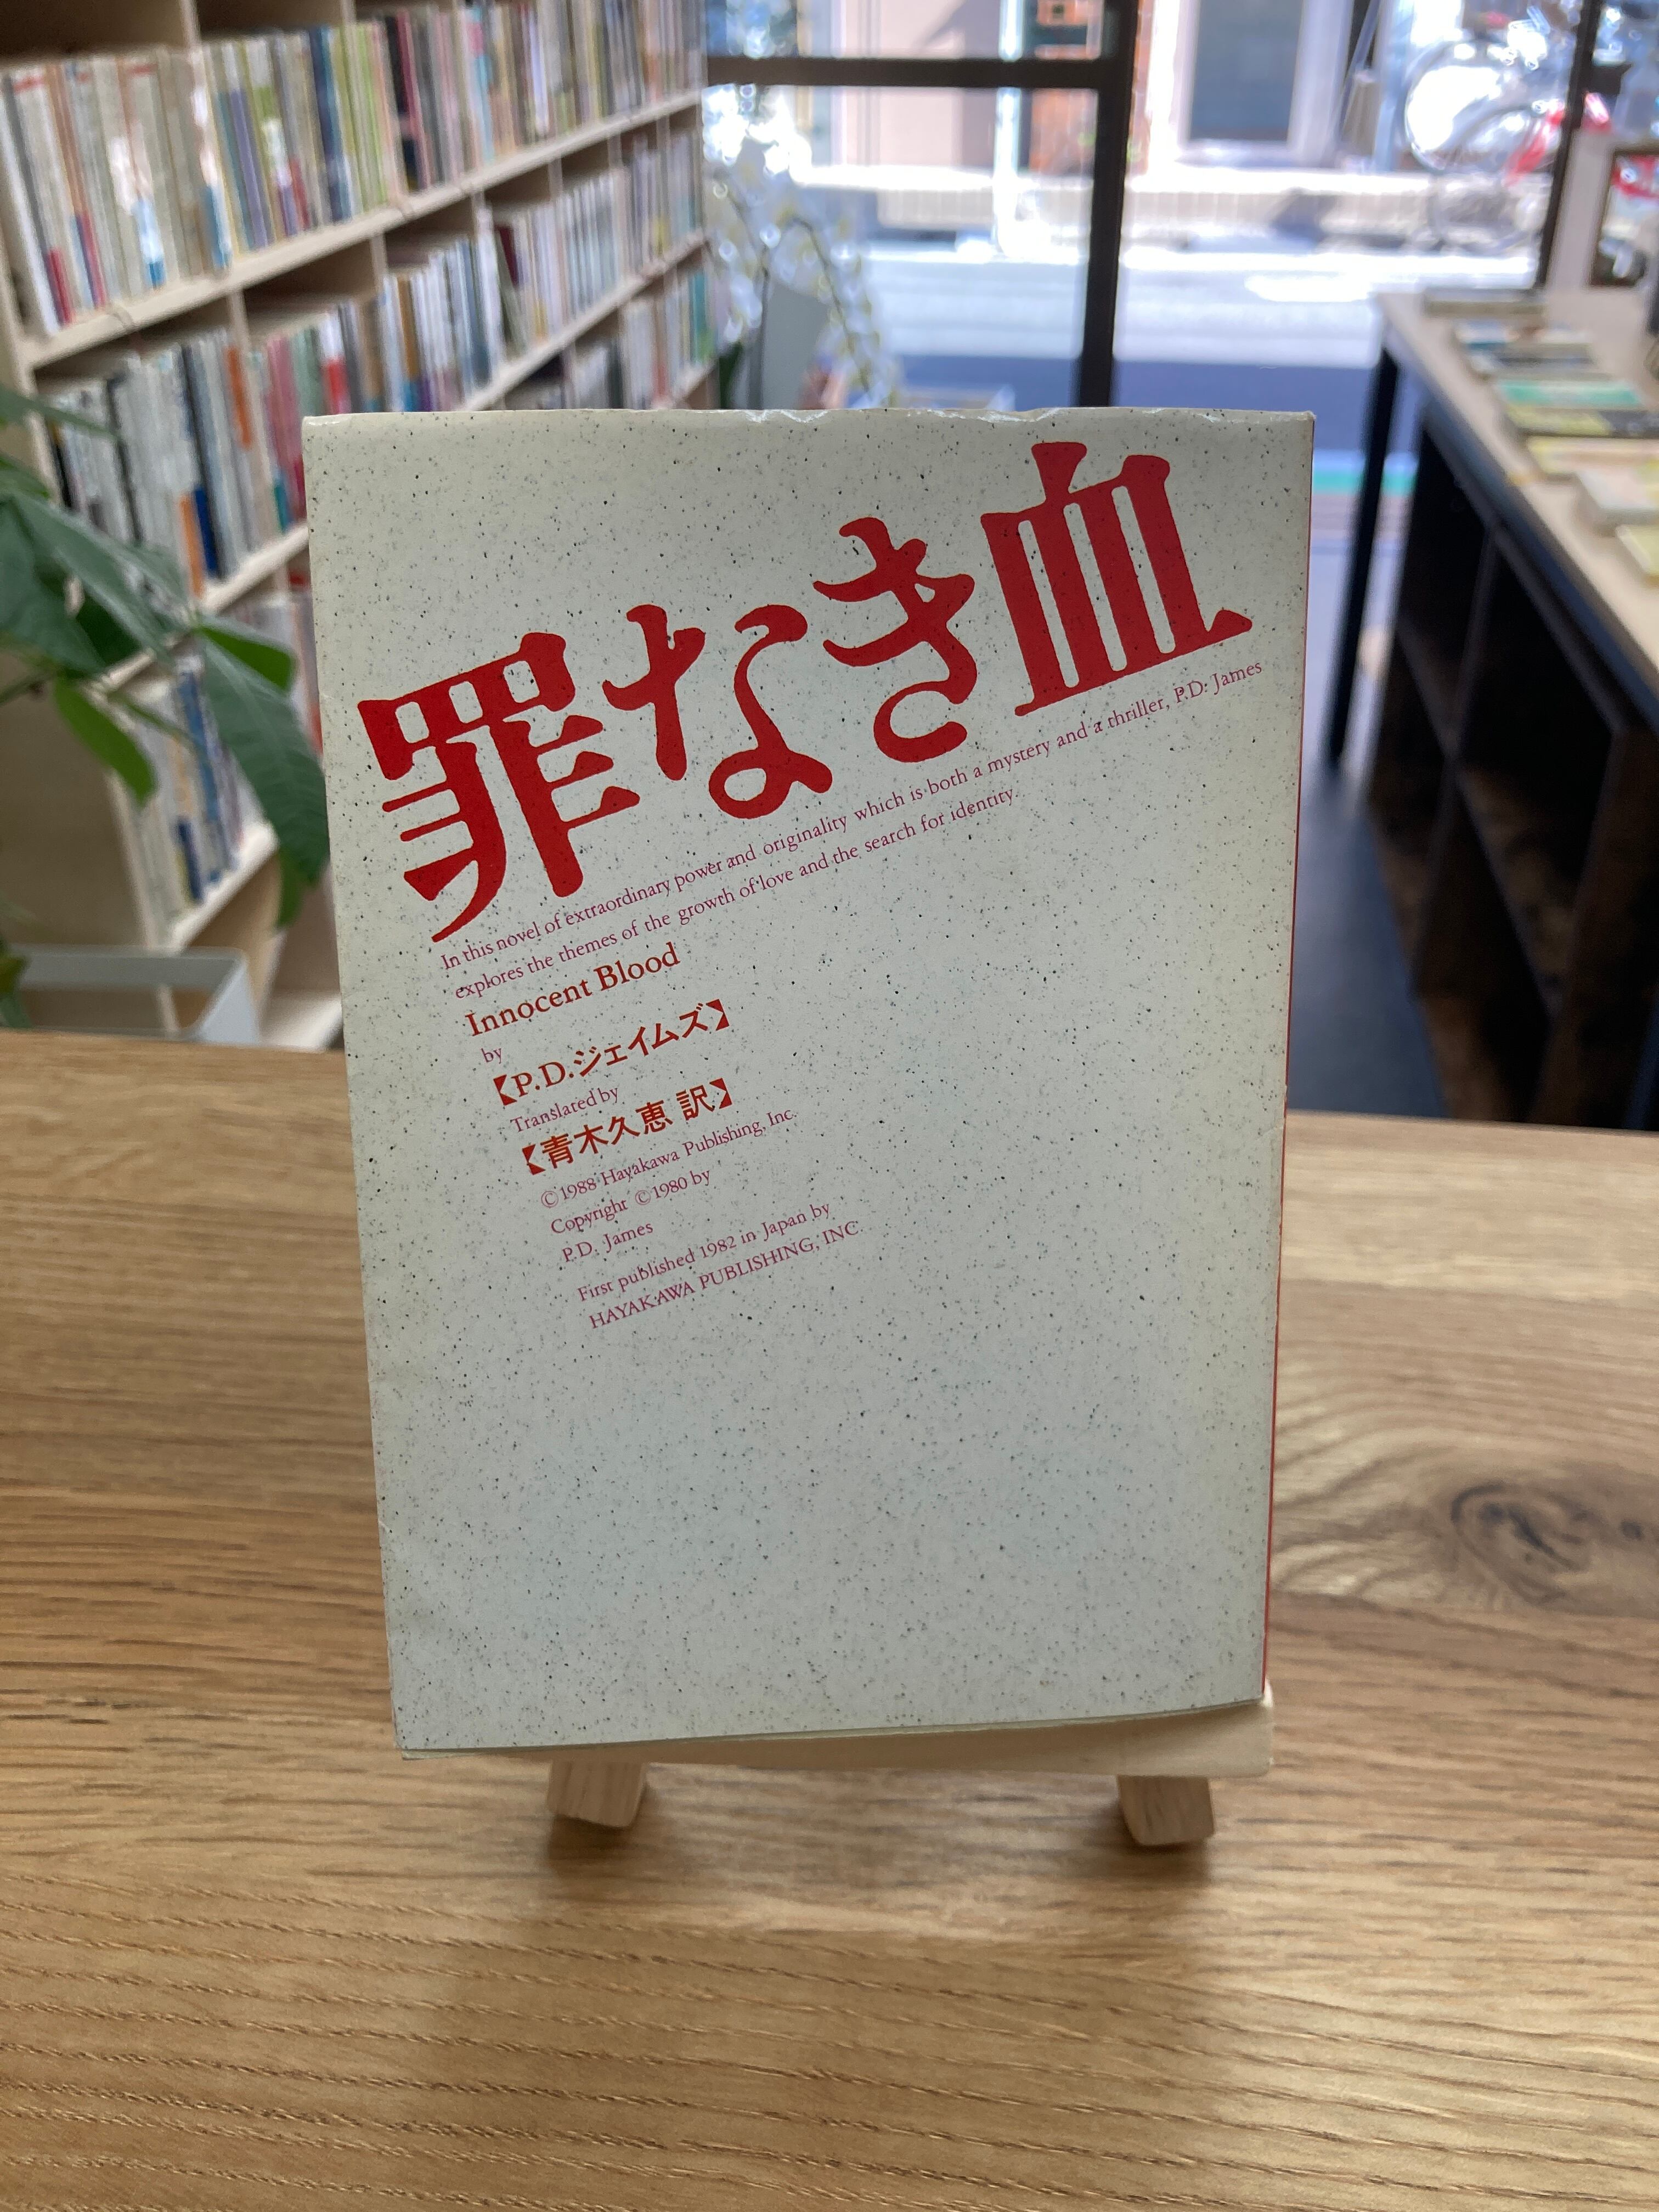 罪なき血
In this novel of extraordinary power and originality which is both a mystery and a thriller, P.D. James
explores the themes of the growth of love and the search for identity.
Innocent Blood
by
【P.D.ジェイムズ】
Translated by
【青木久恵 訳】
©1988 Hayakawa Publishing, Inc.
Copyright ©1980 by
P.D. James
First published 1982 in Japan by
HAYAKAWA PUBLISHING, INC.